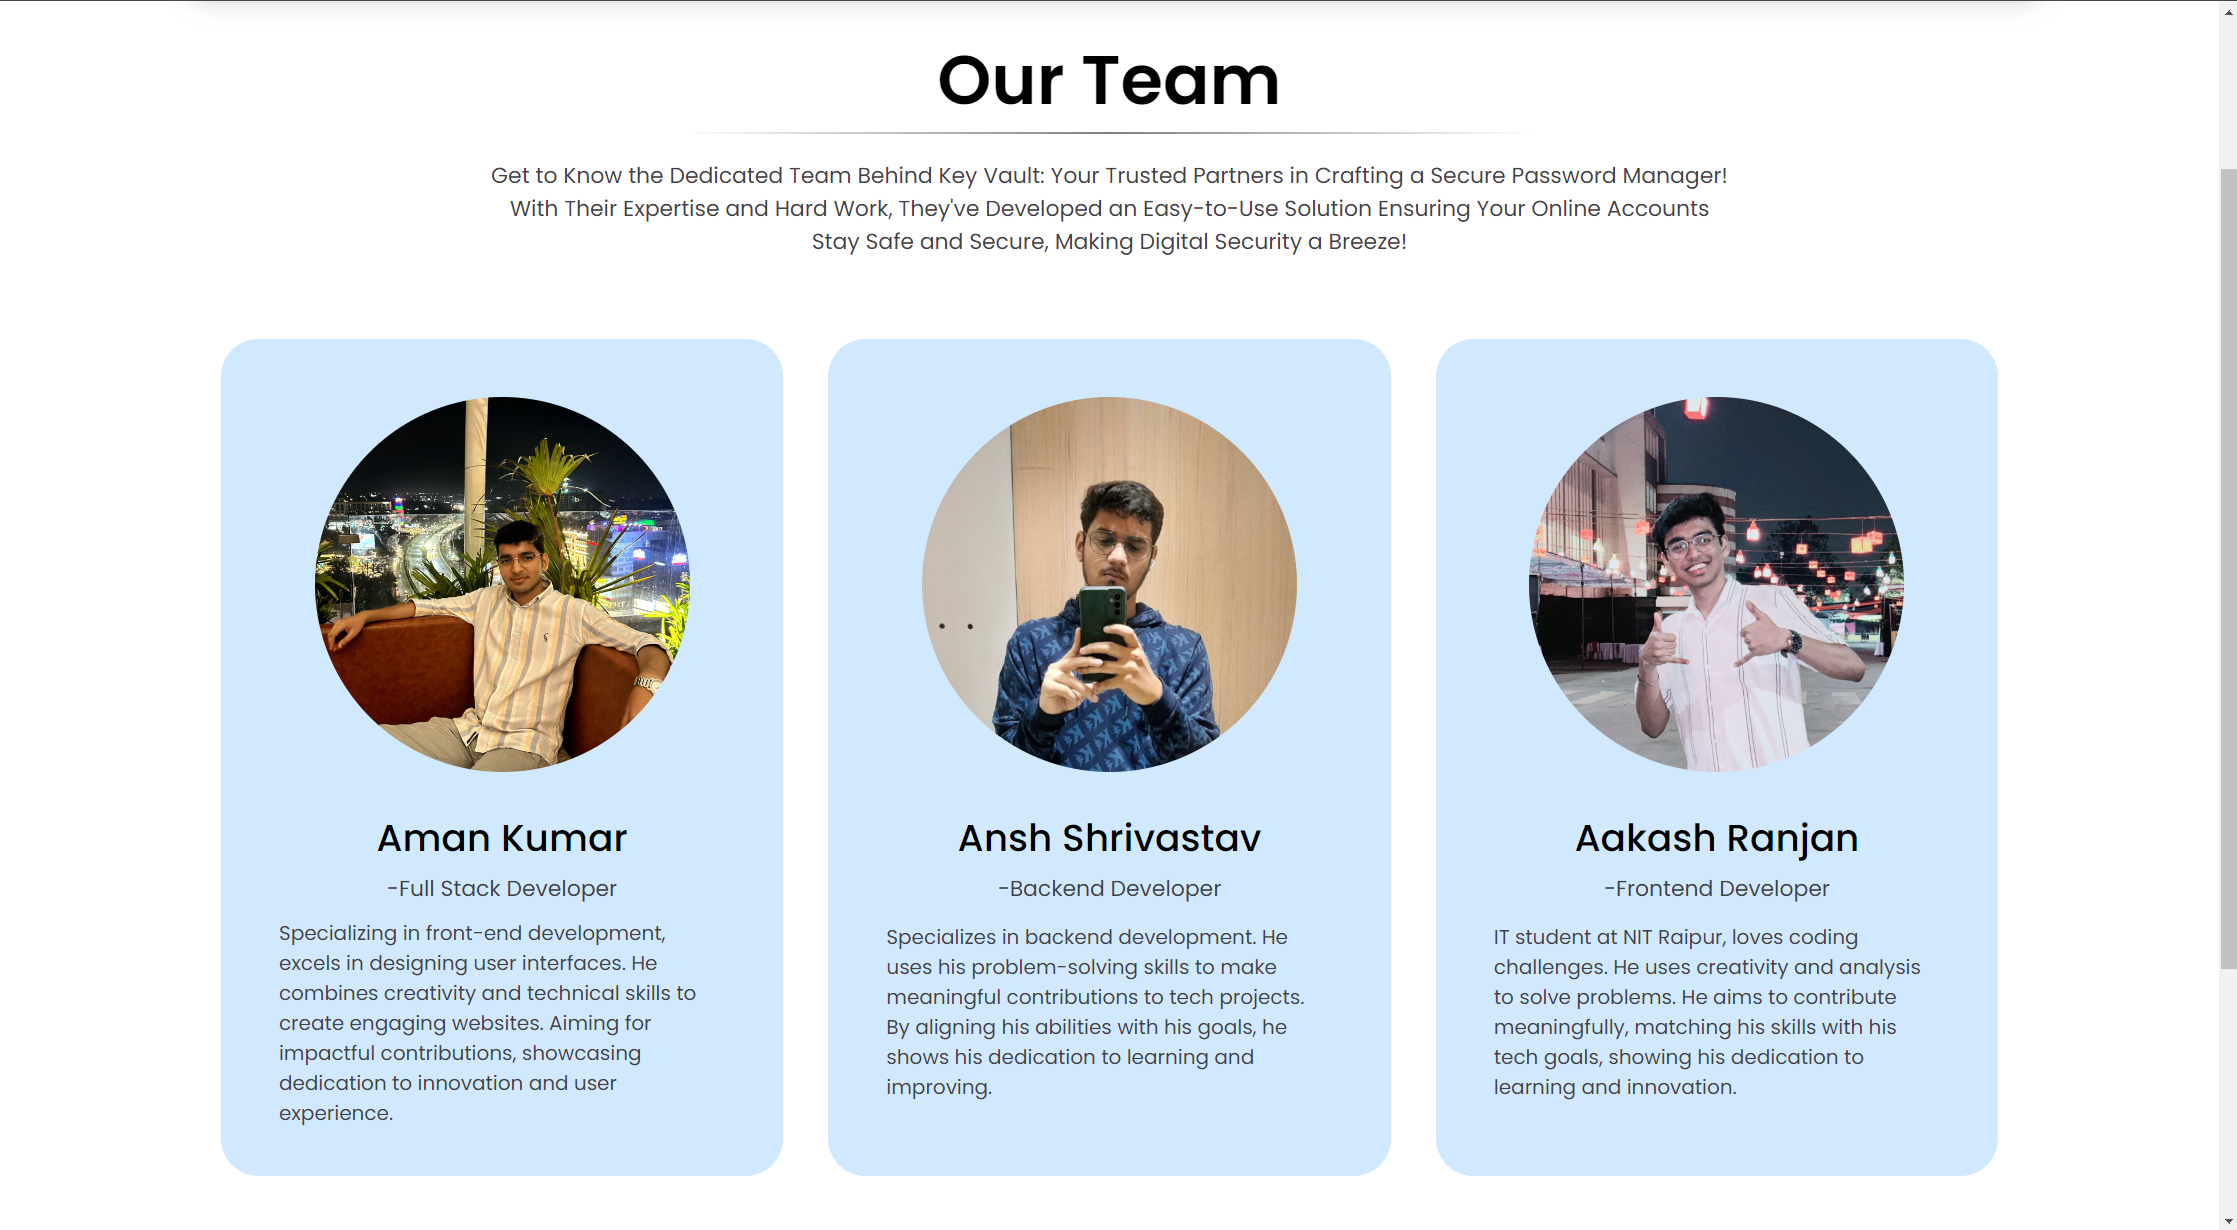 Our Team
Get to Know the Dedicated Team Behind Key Vault: Your Trusted Partners in Crafting a Secure Password Manager!
With Their Expertise and Hard Work, They've Developed an Easy-to-Use Solution Ensuring Your Online Accounts
Stay Safe and Secure, Making Digital Security a Breeze!
Aman Kumar
-Full Stack Developer
Specializing in front-end development,
excels in designing user interfaces. He
combines creativity and technical skills to
create engaging websites. Aiming for
impactful contributions, showcasing
dedication to innovation and user
experience.
Ansh Shrivastav
-Backend Developer
Specializes in backend development. He
uses his problem-solving skills to make
meaningful contributions to tech projects.
By aligning his abilities with his goals, he
shows his dedication to learning and
improving.
Aakash Ranjan
-Frontend Developer
IT student at NIT Raipur, loves coding
challenges. He uses creativity and analysis
to solve problems. He aims to contribute
meaningfully, matching his skills with his
tech goals, showing his dedication to
learning and innovation.